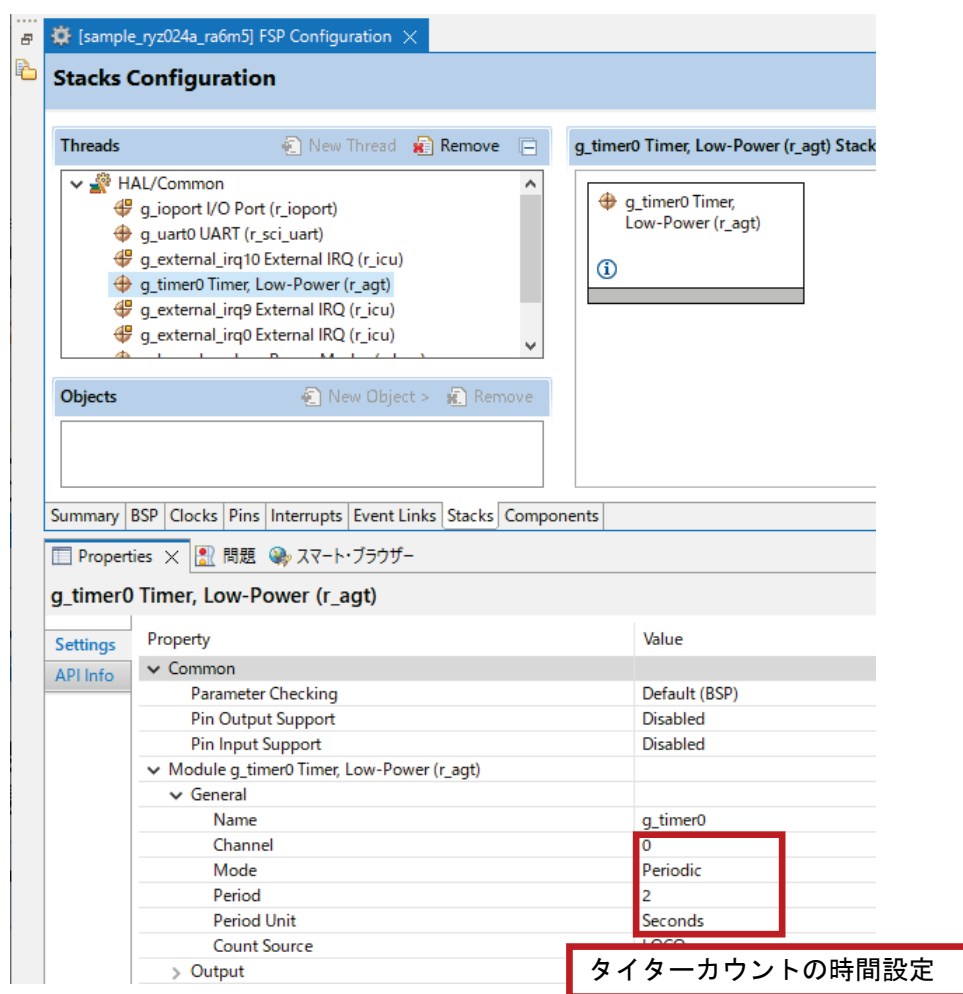 [sample_ryz024a_ra6m5] FSP Configuration
Stacks Configuration
Threads
New Thread
Remove
g_timer0 Timer, Low-Power (r_agt) Stack
HAL/Common
g_ioport I/O Port (r_ioport)
g_uart0 UART (r_sci_uart)
g_external_irq10 External IRQ (r_icu)
g_timer0 Timer, Low-Power (r_agt)
g_external_irq9 External IRQ (r_icu)
g_external_irq0 External IRQ (r_icu)
g_timer0 Timer,
Low-Power (r_agt)
Objects
New Object >
Remove
Summary BSP Clocks Pins Interrupts Event Links Stacks Components
Properties 問題 スマート・ブラウザー
g_timer0 Timer, Low-Power (r_agt)
Settings
API Info
Property Value
Common
Parameter Checking Default (BSP)
Pin Output Support Disabled
Pin Input Support Disabled
Module g_timer0 Timer, Low-Power (r_agt)
General
Name g_timer0
Channel 0
Mode Periodic
Period 2
Period Unit Seconds
Count Source LOCO
Output
タイターカウントの時間設定